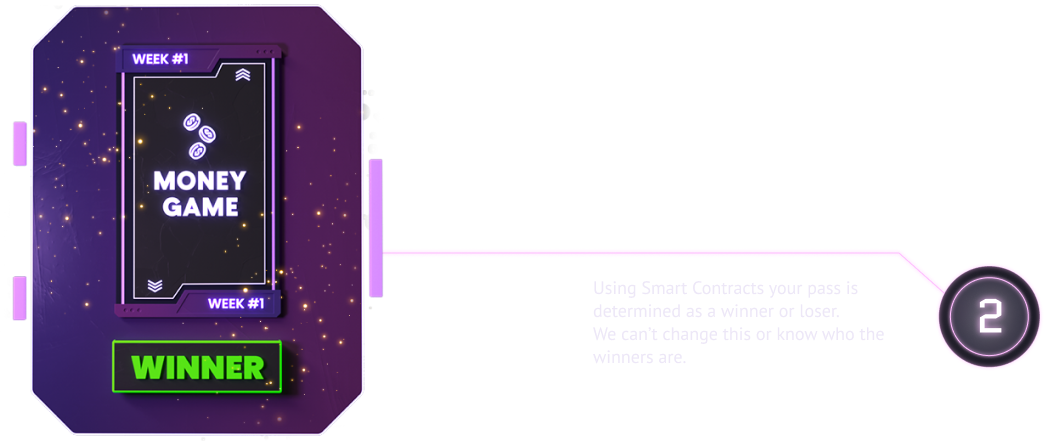 WEEK #1
MONEY
GAME
WEEK #1
WINNER
Using Smart Contracts your pass is
determined as a winner or loser.
We can't change this or know who the
winners are.
2